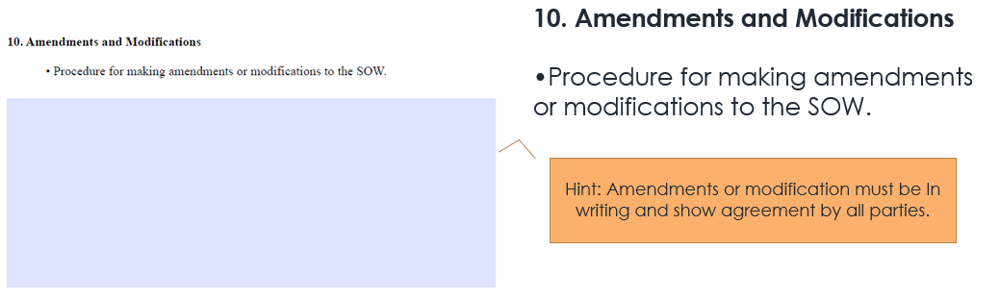 10. Amendments and Modifications
• Procedure for making amendments or modifications to the SOW.
10. Amendments and Modifications
•Procedure for making amendments
or modifications to the SOW.
Hint: Amendments or modification must be In
writing and show agreement by all parties.